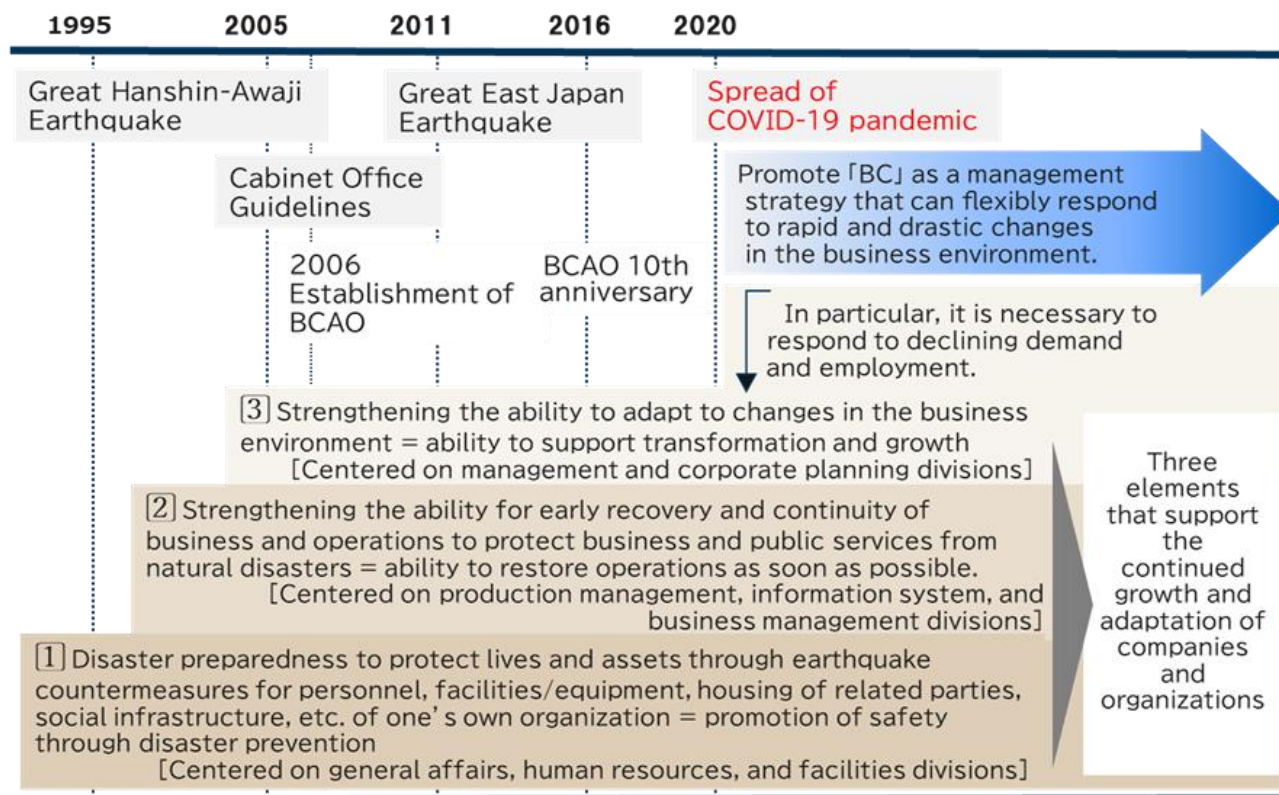 1995 2005 2011 2016 2020
Great Hanshin-Awaji
Earthquake
Great East Japan
Earthquake
Spread of
COVID-19 pandemic
Cabinet Office
Guidelines
2006
Establishment of
BCAO
BCAO 10th
anniversary
Promote「BC」as a management
strategy that can flexibly respond
to rapid and drastic changes
in the business environment.
In particular, it is necessary to
respond to declining demand
and employment.
3 Strengthening the ability to adapt to changes in the business
environment = ability to support transformation and growth
[Centered on management and corporate planning divisions]
2 Strengthening the ability for early recovery and continuity of
business and operations to protect business and public services from
natural disasters = ability to restore operations as soon as possible.
[Centered on production management, information system, and
business management divisions]
1 Disaster preparedness to protect lives and assets through earthquake
countermeasures for personnel, facilities/equipment, housing of related parties,
social infrastructure, etc. of one's own organization = promotion of safety
through disaster prevention
[Centered on general affairs, human resources, and facilities divisions]
Three
elements
that support
the
continued
growth and
adaptation of
companies
and
organizations